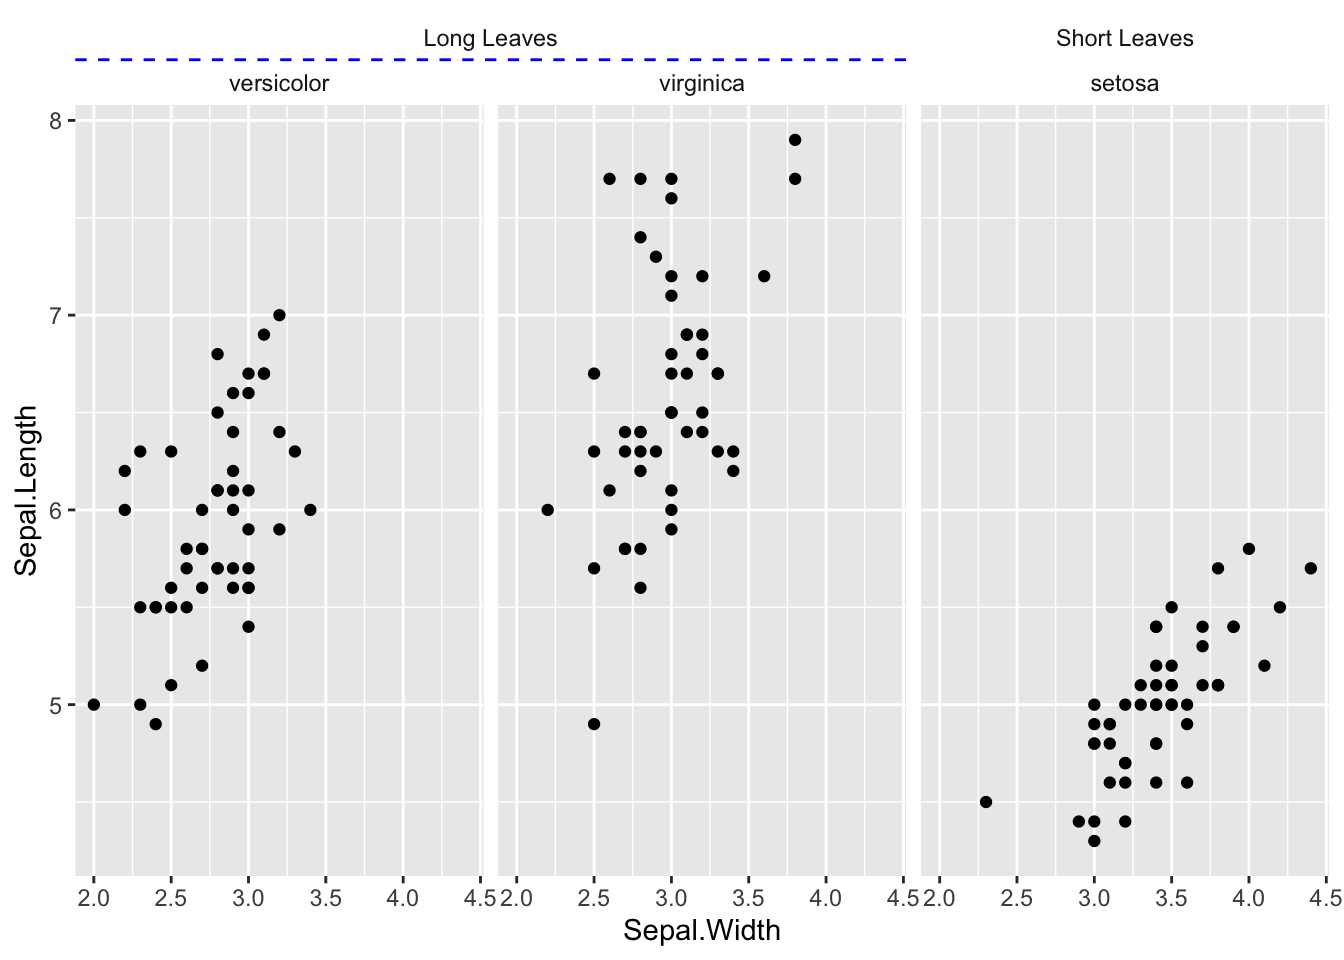 Long Leaves Short Leaves
versicolor virginica setosa
8
7
6
5
Sepal.Length
2.0 2.5 3.0 3.5 4.0 4.5 2.0 2.5 3.0 3.5 4.0 4.5 2.0 2.5 3.0 3.5 4.0 4.5
Sepal.Width